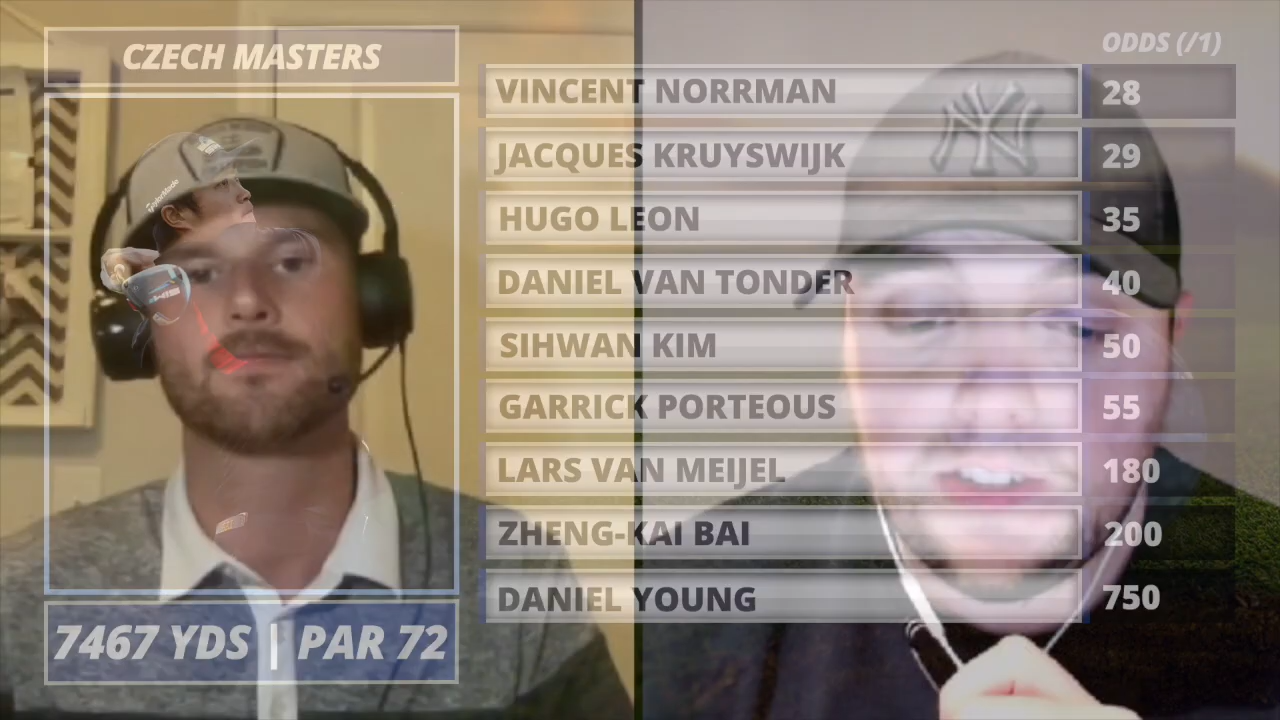 CZECH MASTERS
7467 YDS | PAR 72
ODDS (/1)
VINCENT NORRMAN 28
JACQUES KRUYSWIJK 29
HUGO LEON 35
DANIEL VAN TONDER 40
SIHWAN KIM 50
GARRICK PORTEOUS 55
LARS VAN MEIJEL 180
ZHENG-KAI BAI 200
DANIEL YOUNG 750
NY
TaylorMade